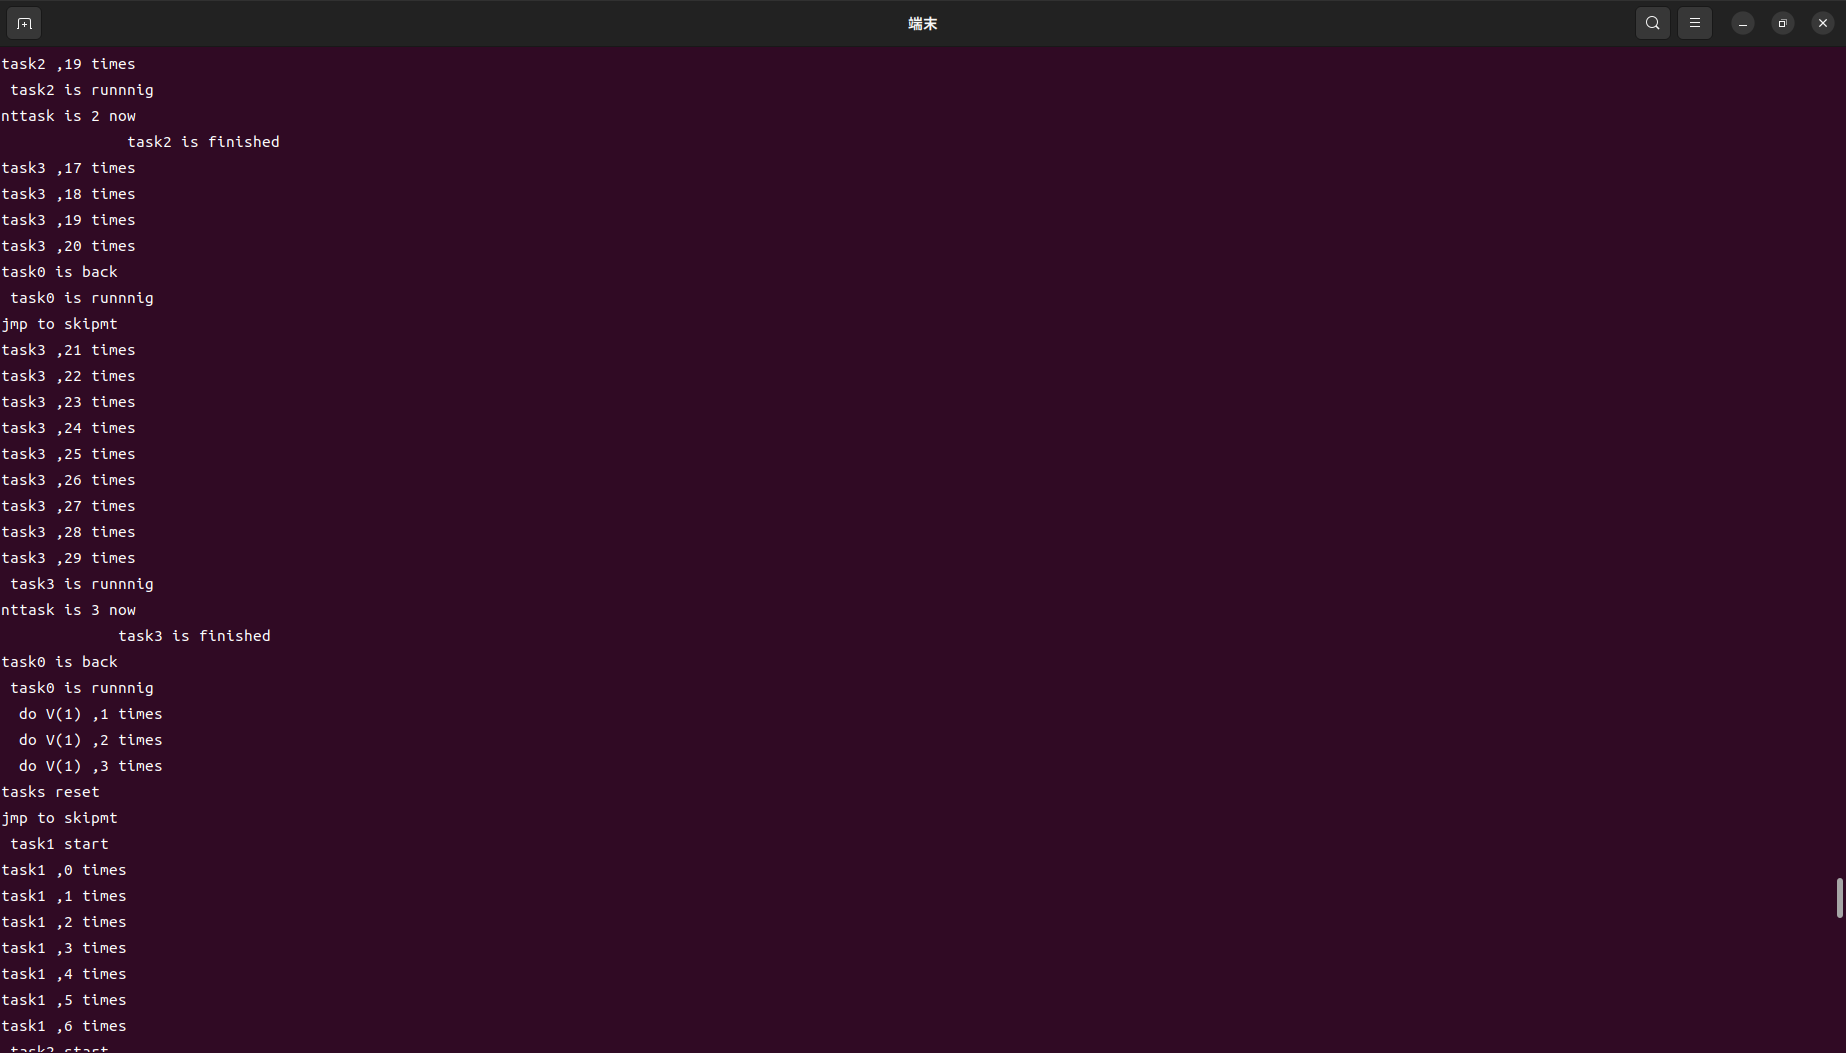 端末
task2 ,19 times
 task2 is runnnig
nttask is 2 now
              task2 is finished
task3 ,17 times
task3 ,18 times
task3 ,19 times
task3 ,20 times
task0 is back
 task0 is runnnig
jmp to skipmt
task3 ,21 times
task3 ,22 times
task3 ,23 times
task3 ,24 times
task3 ,25 times
task3 ,26 times
task3 ,27 times
task3 ,28 times
task3 ,29 times
 task3 is runnnig
nttask is 3 now
             task3 is finished
task0 is back
 task0 is runnnig
  do V(1) ,1 times
  do V(1) ,2 times
  do V(1) ,3 times
tasks reset
jmp to skipmt
 task1 start
task1 ,0 times
task1 ,1 times
task1 ,2 times
task1 ,3 times
task1 ,4 times
task1 ,5 times
task1 ,6 times
 task2 start